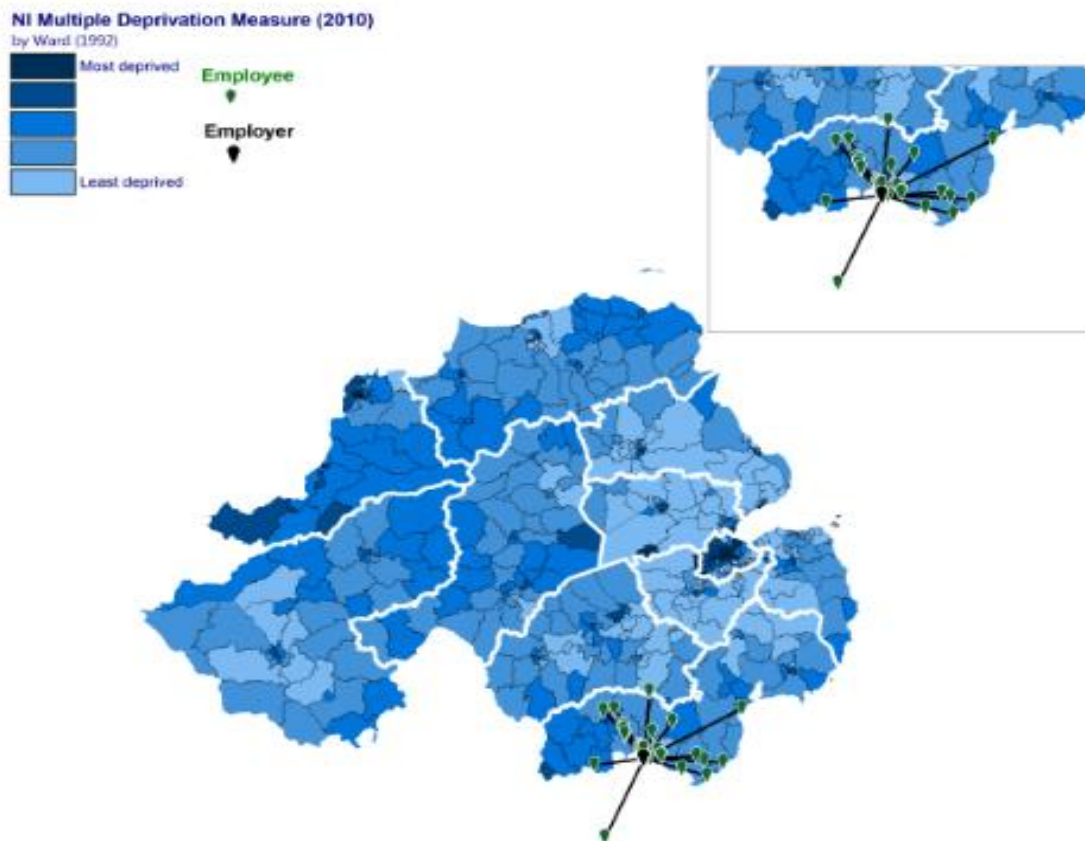 NI Multiple Deprivation Measure (2010)
by Ward (1992)
Most deprived
Employee
Employer
Least deprived